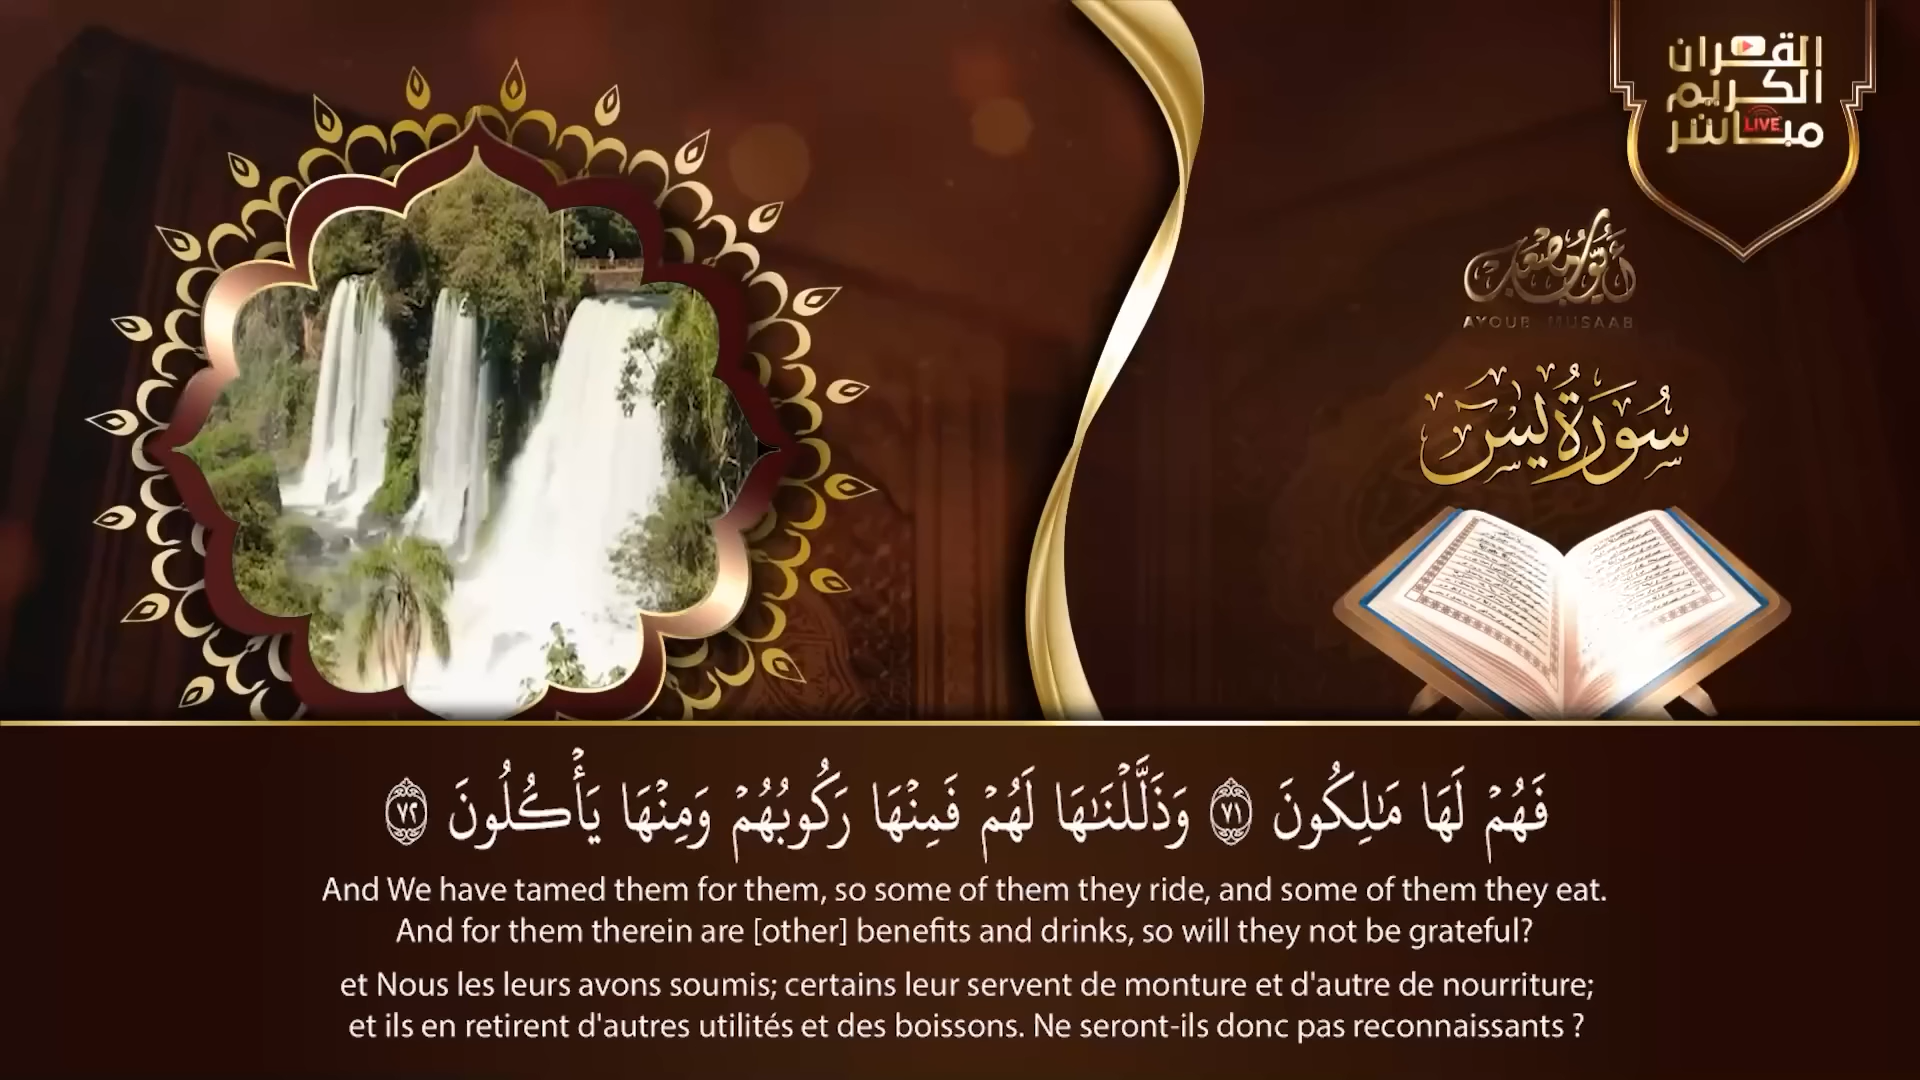 القرآن
الكريم
مباشر
LIVE
أيوب مصعب
AYOUB MUSAAB
سُورَةُ يسٓ
فَهُمْ لَهَا مَـٰلِكُونَ ٧١ وَذَلَّلْنَـٰهَا لَهُمْ فَمِنْهَا رَكُوبُهُمْ وَمِنْهَا يَأْكُلُونَ ٧٢
And We have tamed them for them, so some of them they ride, and some of them they eat.
And for them therein are [other] benefits and drinks, so will they not be grateful?
et Nous les leurs avons soumis; certains leur servent de monture et d'autre de nourriture;
et ils en retirent d'autres utilités et des boissons. Ne seront-ils donc pas reconnaissants ?